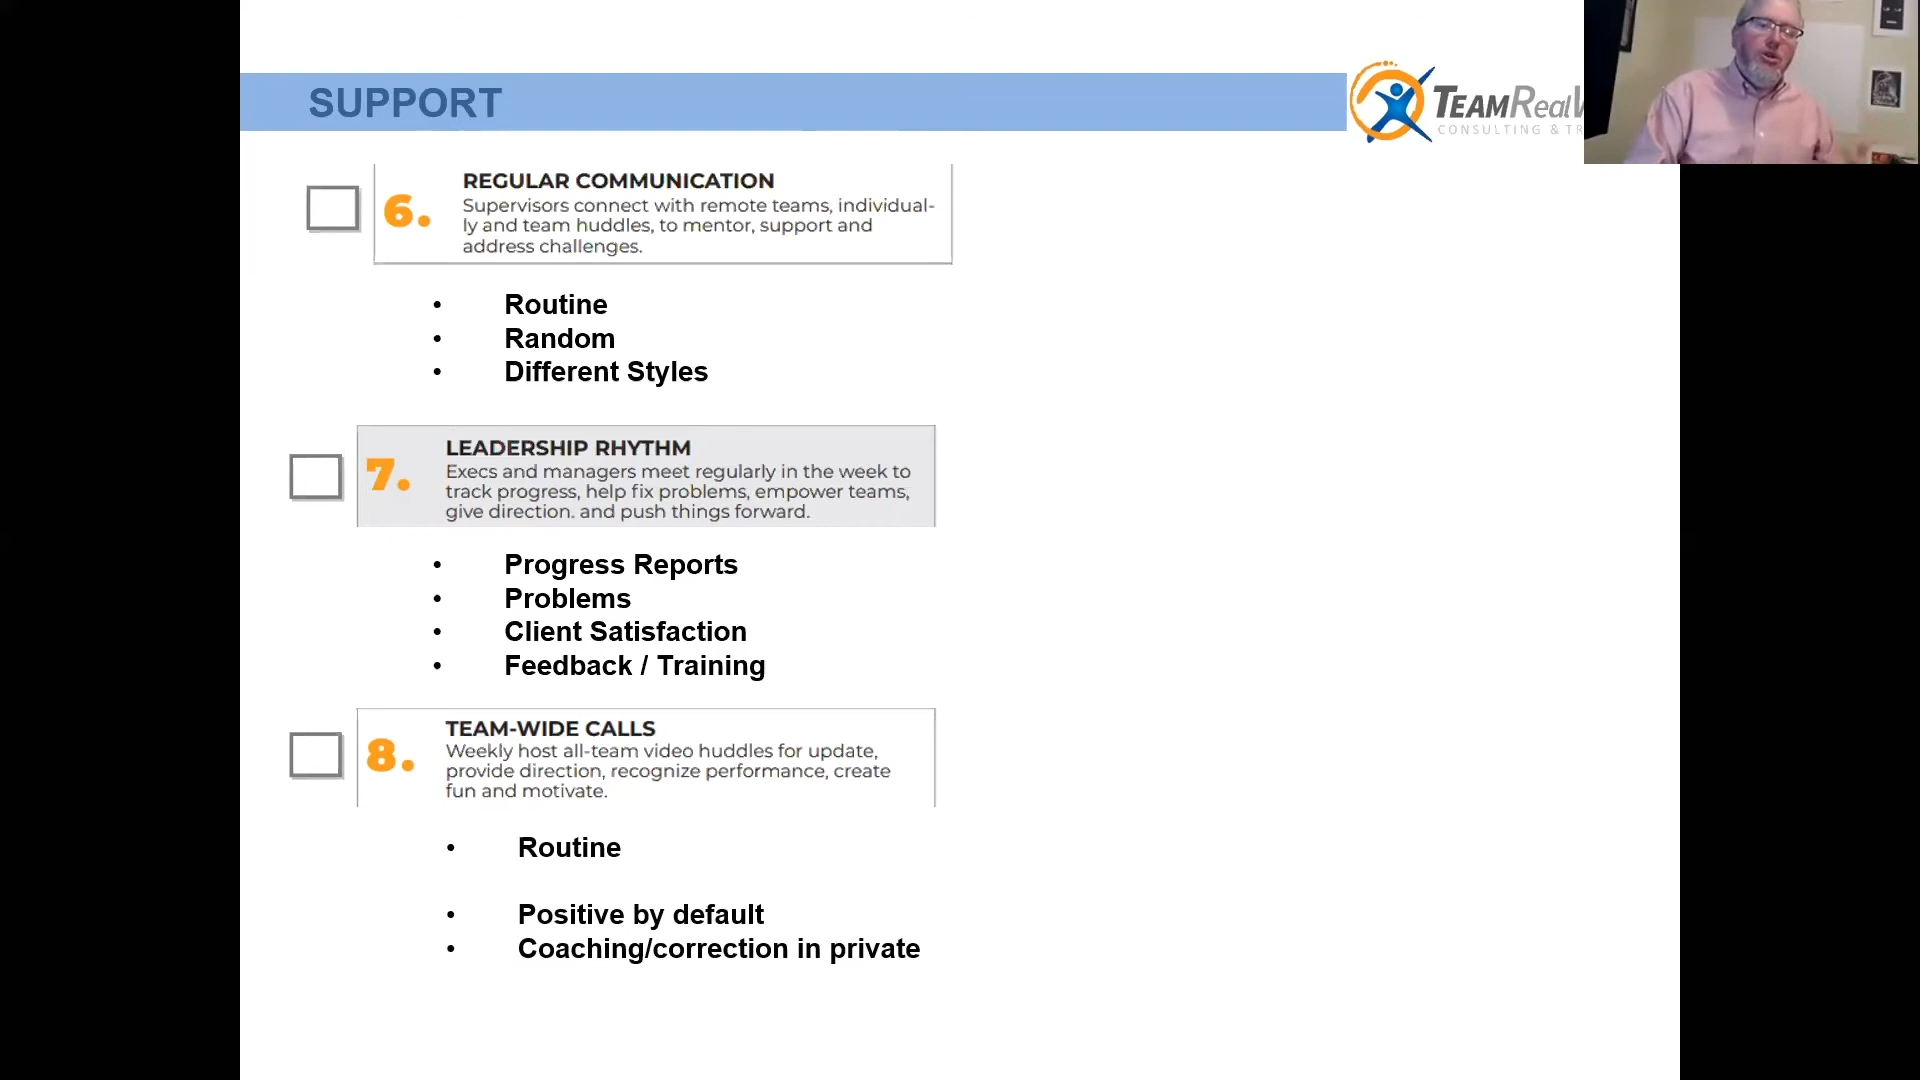 SUPPORT
TEAMRealW
CONSULTING & TR
6. REGULAR COMMUNICATION
Supervisors connect with remote teams, individual-
ly and team huddles, to mentor, support and
address challenges.
• Routine
• Random
• Different Styles
7. LEADERSHIP RHYTHM
Execs and managers meet regularly in the week to
track progress, help fix problems, empower teams,
give direction. and push things forward.
• Progress Reports
• Problems
• Client Satisfaction
• Feedback / Training
8. TEAM-WIDE CALLS
Weekly host all-team video huddles for update,
provide direction, recognize performance, create
fun and motivate.
• Routine
• Positive by default
• Coaching/correction in private